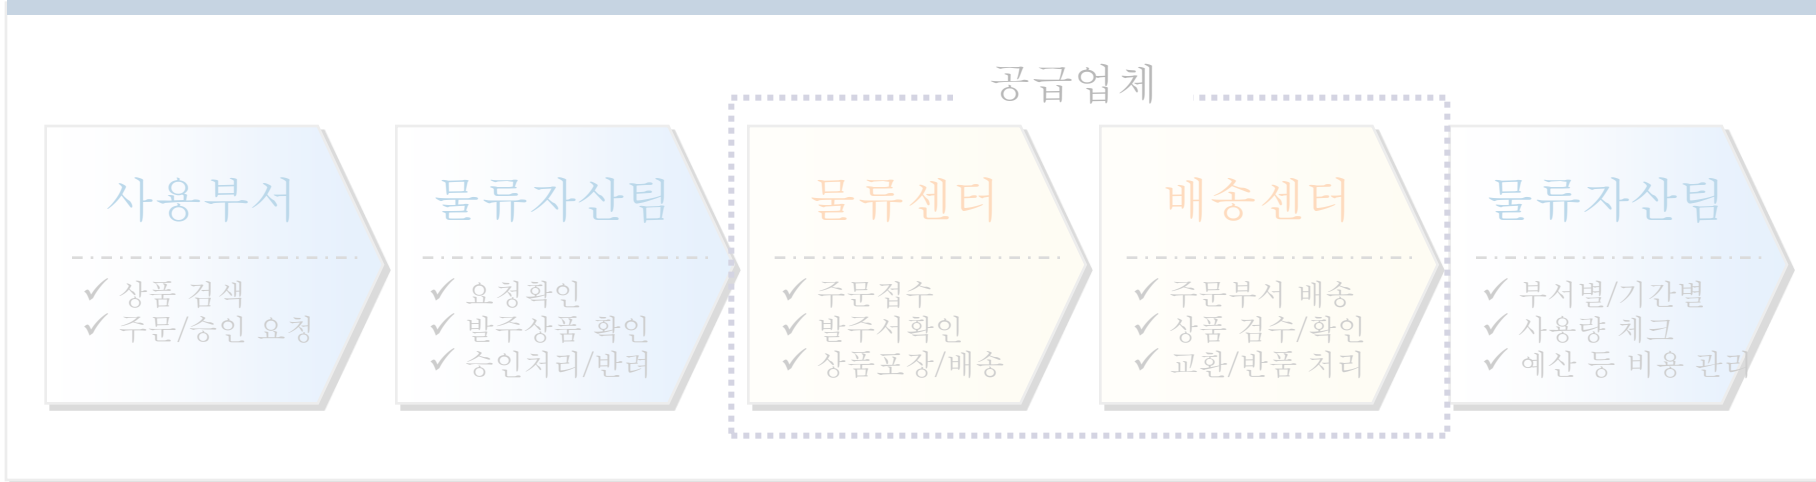 공급업체
사용부서
✓ 상품 검색
✓ 주문/승인 요청
물류자산팀
✓ 요청확인
✓ 발주상품 확인
✓ 승인처리/반려
물류센터
✓ 주문접수
✓ 발주서확인
✓ 상품포장/배송
배송센터
✓ 주문부서 배송
✓ 상품 검수/확인
✓ 교환/반품 처리
물류자산팀
✓ 부서별/기간별
✓ 사용량 체크
✓ 예산 등 비용 관리